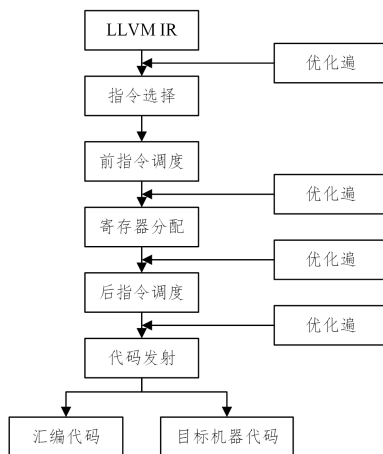 LLVM IR
优化遍
指令选择
前指令调度
优化遍
寄存器分配
优化遍
后指令调度
优化遍
代码发射
汇编代码
目标机器代码